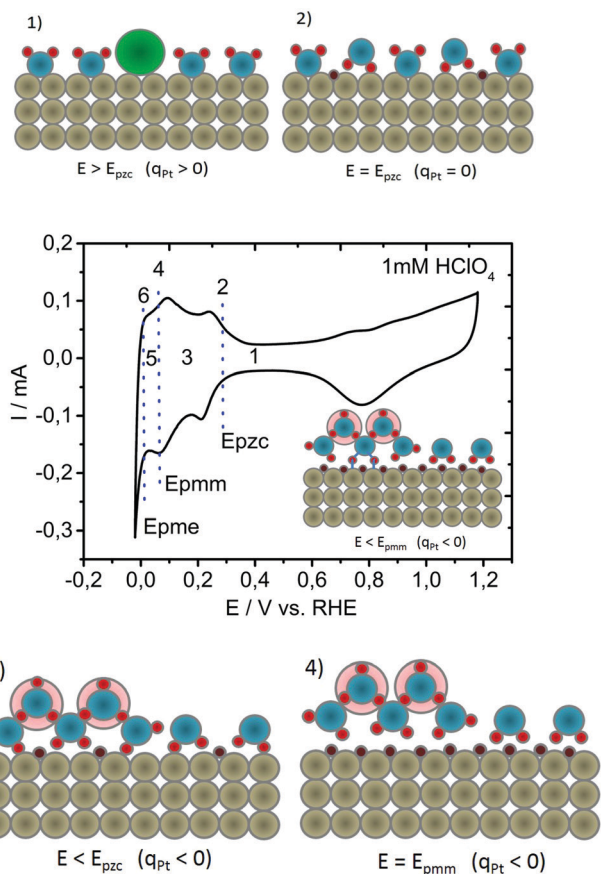 1)
2)
E > Epzc (qPt > 0)
E = Epzc (qPt = 0)
0,2
0,1
0,0
-0,1
-0,2
-0,3
I / mA
1mM HClO4
6
4
2
5
3
1
Epzc
Epmm
Epme
E < Epmm (qPt < 0)
-0,2 0,0 0,2 0,4 0,6 0,8 1,0 1,2
E / V vs. RHE
)
4)
E < Epzc (qPt < 0)
E = Epmm (qPt < 0)